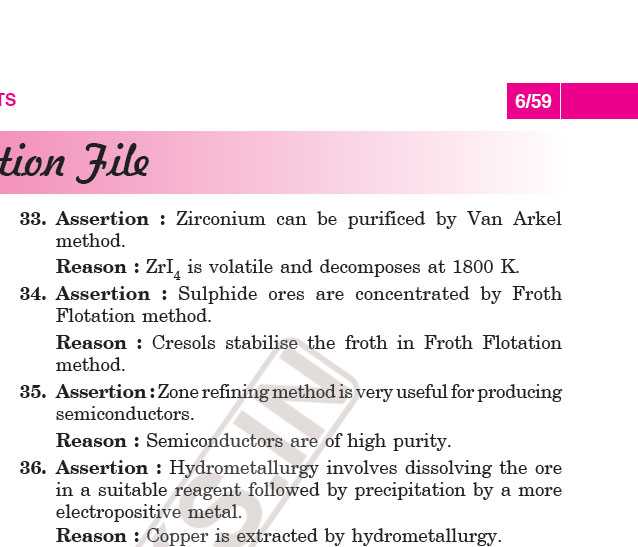 TS
6/59
tion File
33. Assertion : Zirconium can be purificed by Van Arkel
method.
Reason : ZrI4 is volatile and decomposes at 1800 K.
34. Assertion : Sulphide ores are concentrated by Froth
Flotation method.
Reason : Cresols stabilise the froth in Froth Flotation
method.
35. Assertion : Zone refining method is very useful for producing
semiconductors.
Reason : Semiconductors are of high purity.
36. Assertion : Hydrometallurgy involves dissolving the ore
in a suitable reagent followed by precipitation by a more
electropositive metal.
Reason : Copper is extracted by hydrometallurgy.
S.IN